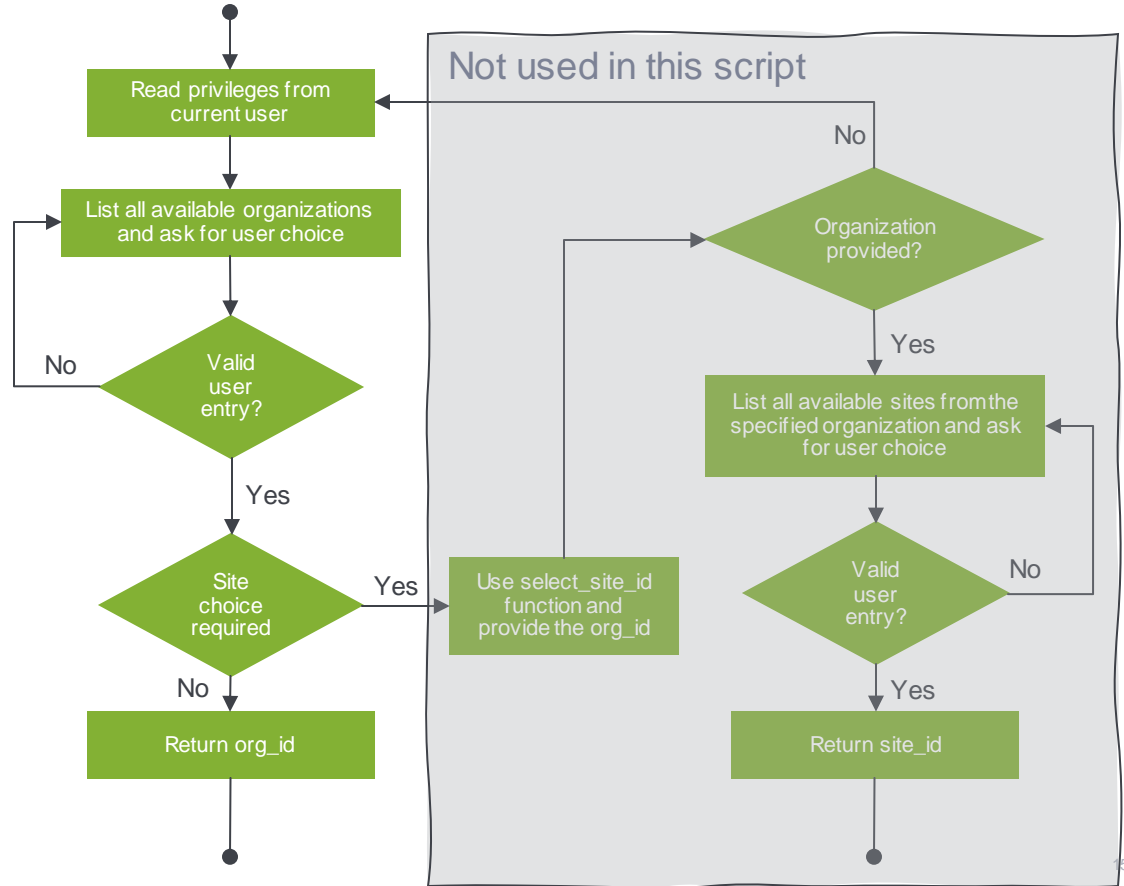 Not used in this script
Read privileges from
current user
No
List all available organizations
and ask for user choice
Organization
provided?
Yes
No
Valid
user
entry?
List all available sites from the
specified organization and ask
for user choice
Yes
Site
choice
required
Yes
Use select_site_id
function and
provide the org_id
Valid
user
entry?
No
No
Yes
Return org_id
Return site_id